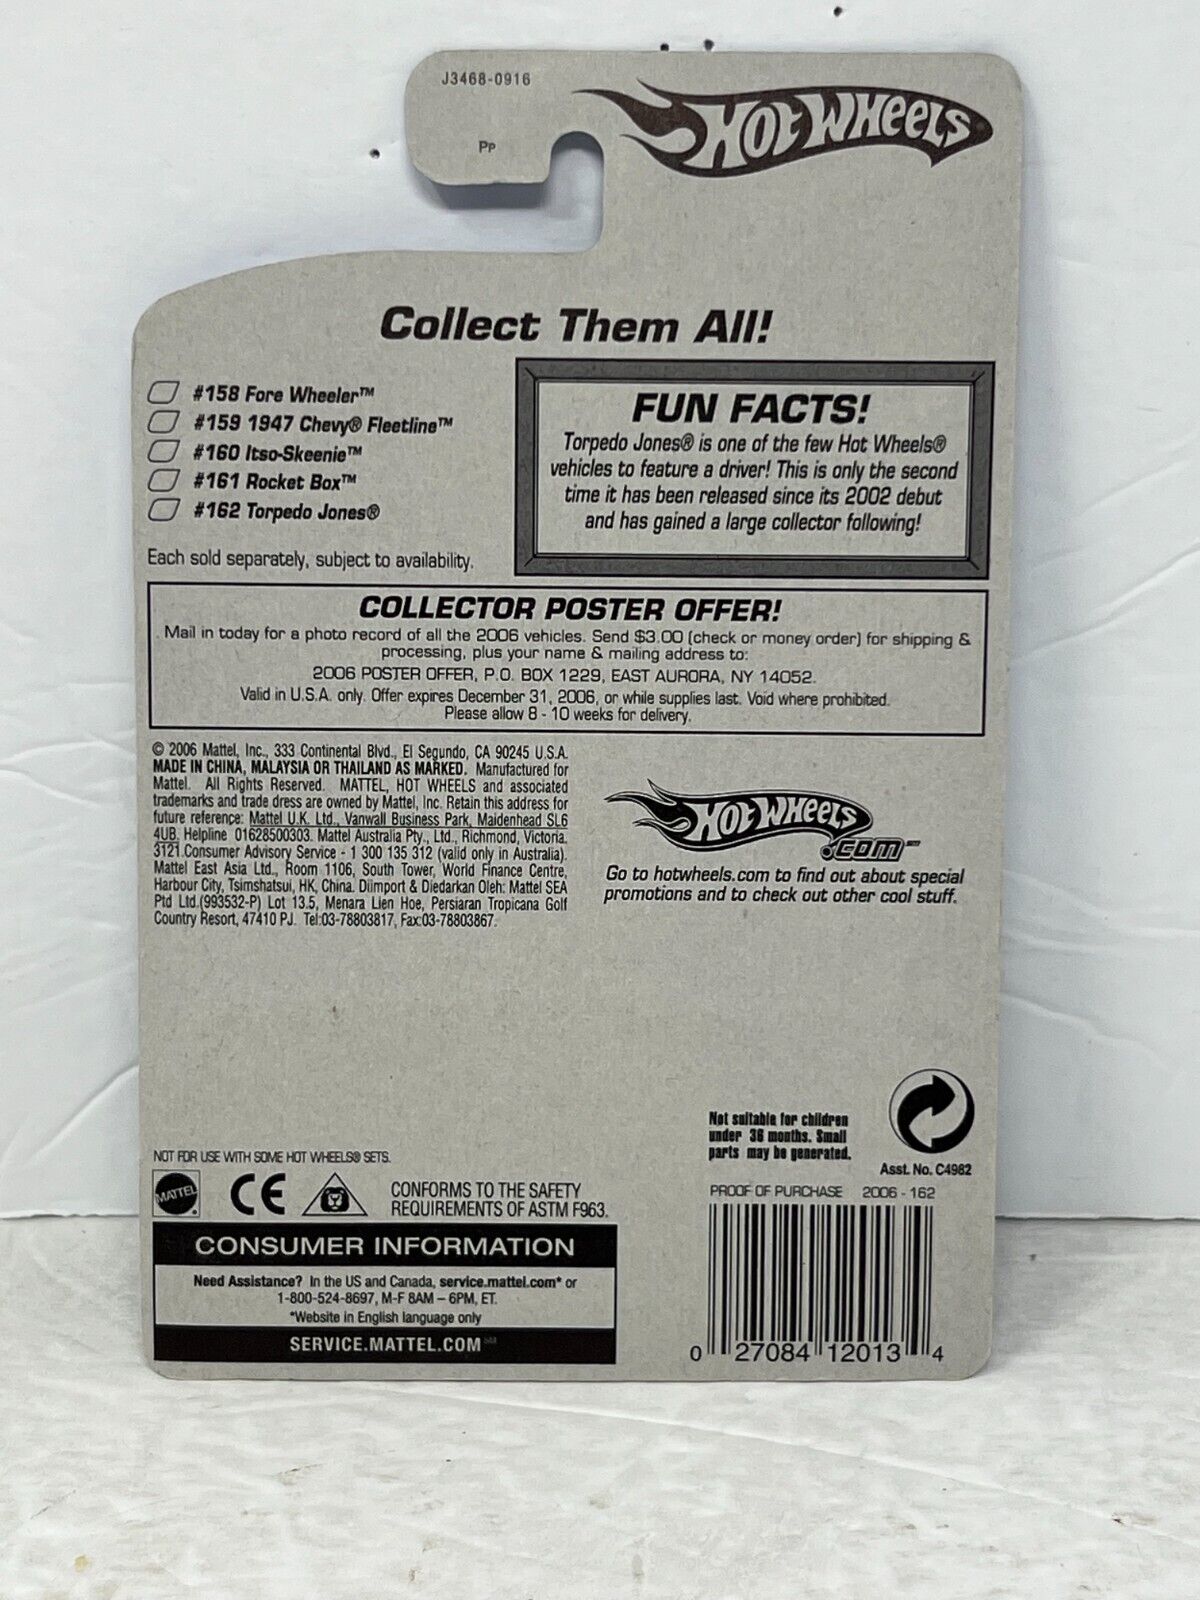 J3468-0916
Pp
HOT WHEELS
Collect Them All!
#158 Fore Wheeler™
#159 1947 Chevy® Fleetline™
#160 Itso-Skeenie™
#161 Rocket Box™
#162 Torpedo Jones®
Each sold separately, subject to availability.
FUN FACTS!
Torpedo Jones® is one of the few Hot Wheels®
vehicles to feature a driver! This is only the second
time it has been released since its 2002 debut
and has gained a large collector following!
COLLECTOR POSTER OFFER!
Mail in today for a photo record of all the 2006 vehicles. Send $3.00 (check or money order) for shipping &
processing, plus your name & mailing address to:
2006 POSTER OFFER, P.O. BOX 1229, EAST AURORA, NY 14052.
Valid in U.S.A. only. Offer expires December 31, 2006, or while supplies last. Void where prohibited.
Please allow 8 - 10 weeks for delivery.
© 2006 Mattel, Inc., 333 Continental Blvd., El Segundo, CA 90245 U.S.A.
MADE IN CHINA, MALAYSIA OR THAILAND AS MARKED. Manufactured for
Mattel. All Rights Reserved. MATTEL, HOT WHEELS and associated
trademarks and trade dress are owned by Mattel, Inc. Retain this address for
future reference: Mattel U.K. Ltd., Vanwall Business Park, Maidenhead SL6
4UB. Helpline 01628500303. Mattel Australia Pty., Ltd., Richmond, Victoria.
3121.Consumer Advisory Service - 1 300 135 312 (valid only in Australia).
Mattel East Asia Ltd., Room 1106, South Tower, World Finance Centre,
Harbour City, Tsimshatsui, HK, China. Diimport & Diedarkan Oleh: Mattel SEA
Ptd Ltd.(993532-P) Lot 13.5, Menara Lien Hoe, Persiaran Tropicana Golf
Country Resort, 47410 PJ. Tel:03-78803817, Fax:03-78803867.
HOT WHEELS
.com™
Go to hotwheels.com to find out about special
promotions and to check out other cool stuff.
Not suitable for children
under 36 months. Small
parts may be generated.
Asst. No. C4982
NOT FOR USE WITH SOME HOT WHEELS® SETS.
MATTEL
CE
CONFORMS TO THE SAFETY
REQUIREMENTS OF ASTM F963.
CONSUMER INFORMATION
Need Assistance? In the US and Canada, service.mattel.com* or
1-800-524-8697, M-F 8AM – 6PM, ET.
*Website in English language only
SERVICE.MATTEL.COM
PROOF OF PURCHASE 2006 - 162
0 27084 12013 4